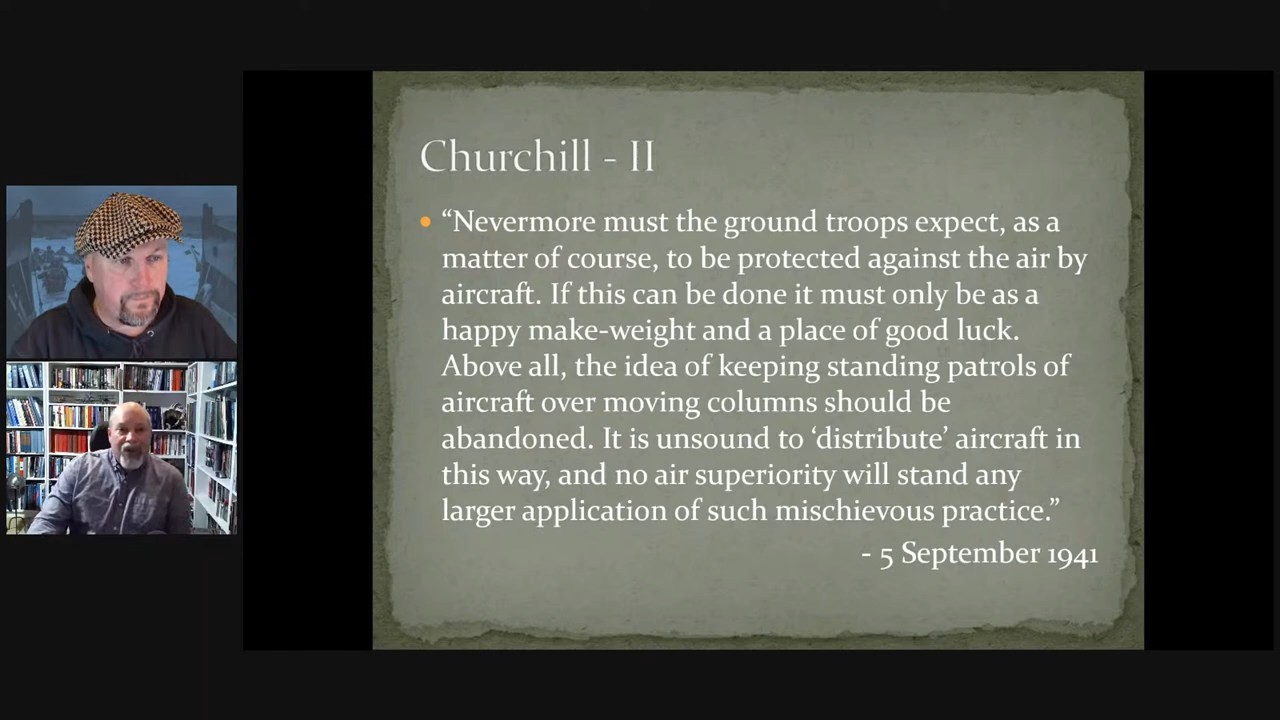 Churchill - II
“Nevermore must the ground troops expect, as a
matter of course, to be protected against the air by
aircraft. If this can be done it must only be as a
happy make-weight and a place of good luck.
Above all, the idea of keeping standing patrols of
aircraft over moving columns should be
abandoned. It is unsound to ‘distribute’ aircraft in
this way, and no air superiority will stand any
larger application of such mischievous practice.”
- 5 September 1941